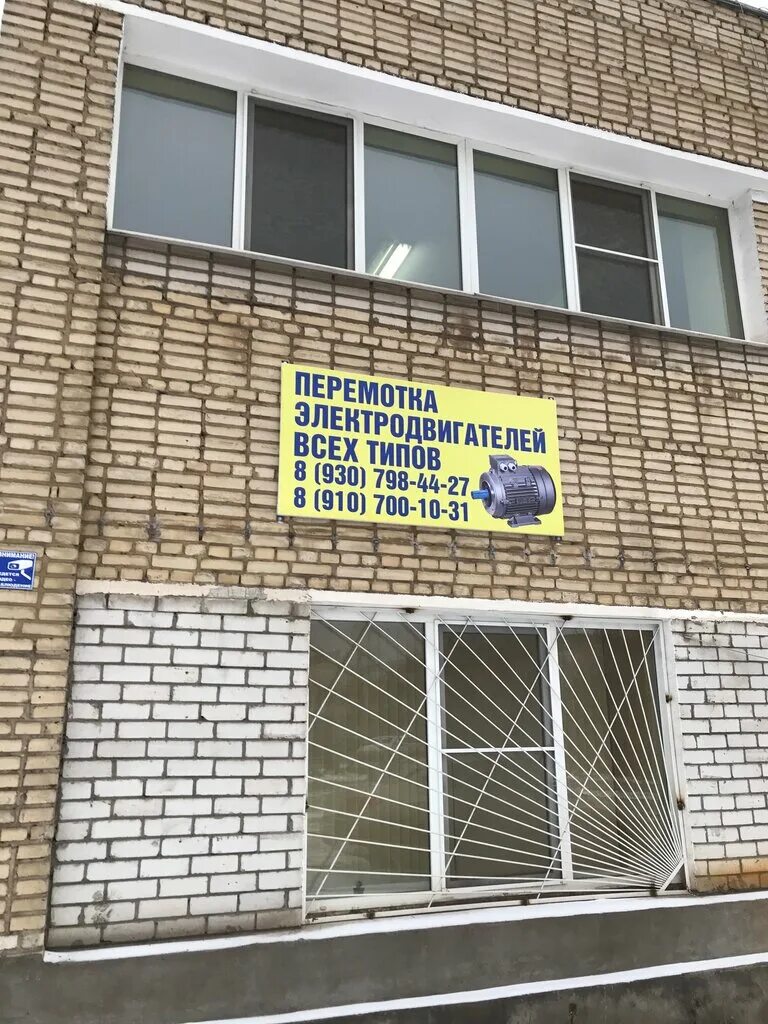 ПЕРЕМОТКА
ЭЛЕКТРОДВИГАТЕЛЕЙ
ВСЕХ ТИПОВ
8 (930) 798-44-27
8 (910) 700-10-31